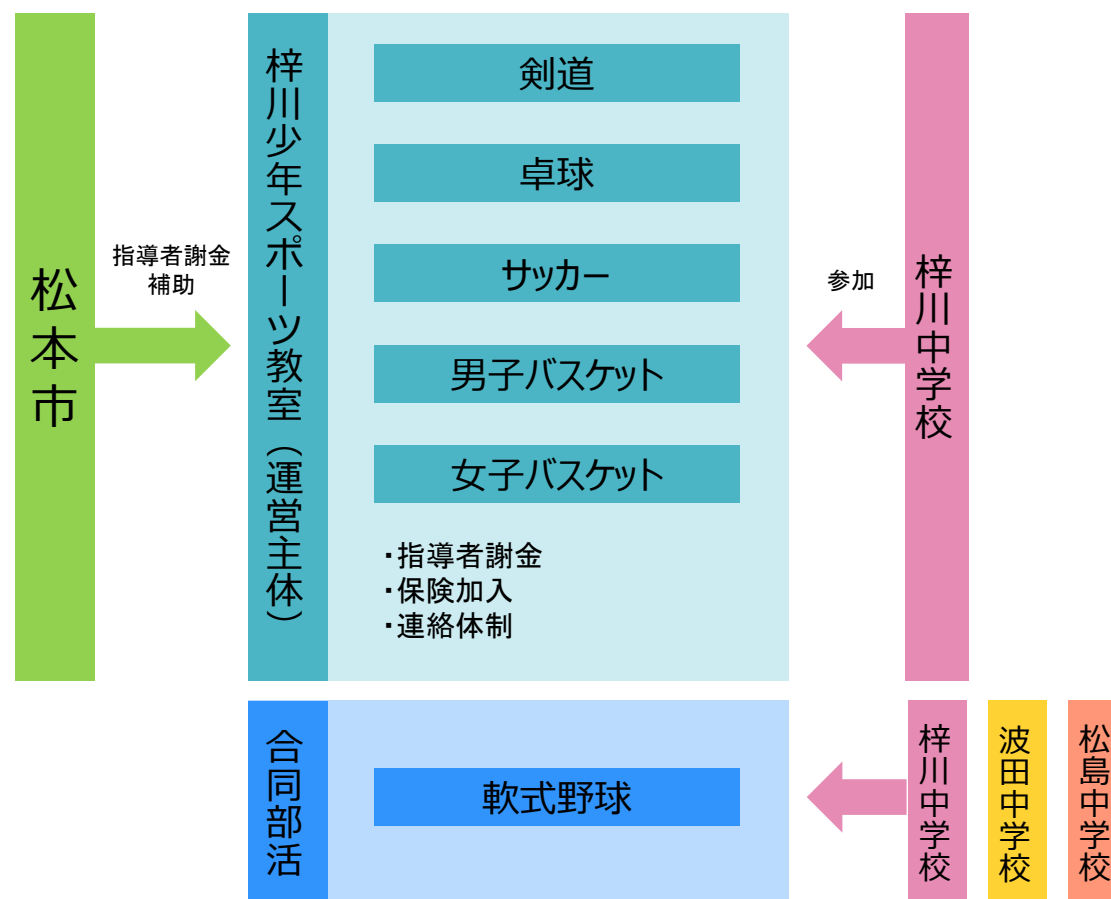 松本市
指導者謝金
補助
梓川少年スポーツ教室（運営主体）
剣道
卓球
サッカー
男子バスケット
女子バスケット
・指導者謝金
・保険加入
・連絡体制
参加
梓川中学校
合同部活
軟式野球
梓川中学校
波田中学校
松島中学校